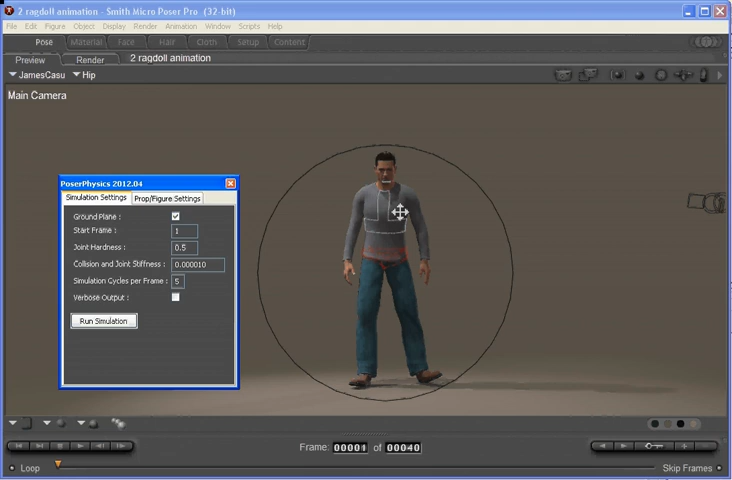 2 ragdoll animation - Smith Micro Poser Pro (32-bit)
File Edit Figure Object Display Render Animation Window Scripts Help
Pose Material Face Hair Cloth Setup Content
Preview Render 2 ragdoll animation
JamesCasu Hip
Main Camera
PoserPhysics 2012.04
Simulation Settings Prop/Figure Settings
Ground Plane :
Start Frame : 1
Joint Hardness : 0.5
Collision and Joint Stiffness : 0.000010
Simulation Cycles per Frame : 5
Verbose Output :
Run Simulation
Frame: 00001 of 00040
Loop Skip Frames